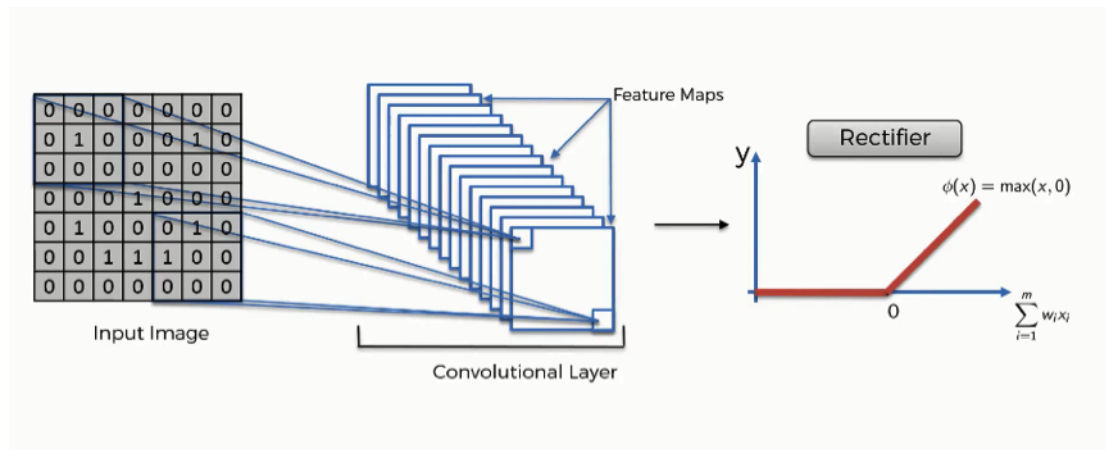 0 0 0 0 0 0 0
0 1 0 0 0 1 0
0 0 0 0 0 0 0
0 0 0 1 0 0 0
0 1 0 0 0 1 0
0 0 1 1 1 0 0
0 0 0 0 0 0 0
Input Image
Feature Maps
Convolutional Layer
Rectifier
y
ϕ(x) = max(x, 0)
0
m
∑ wᵢxᵢ
i=1